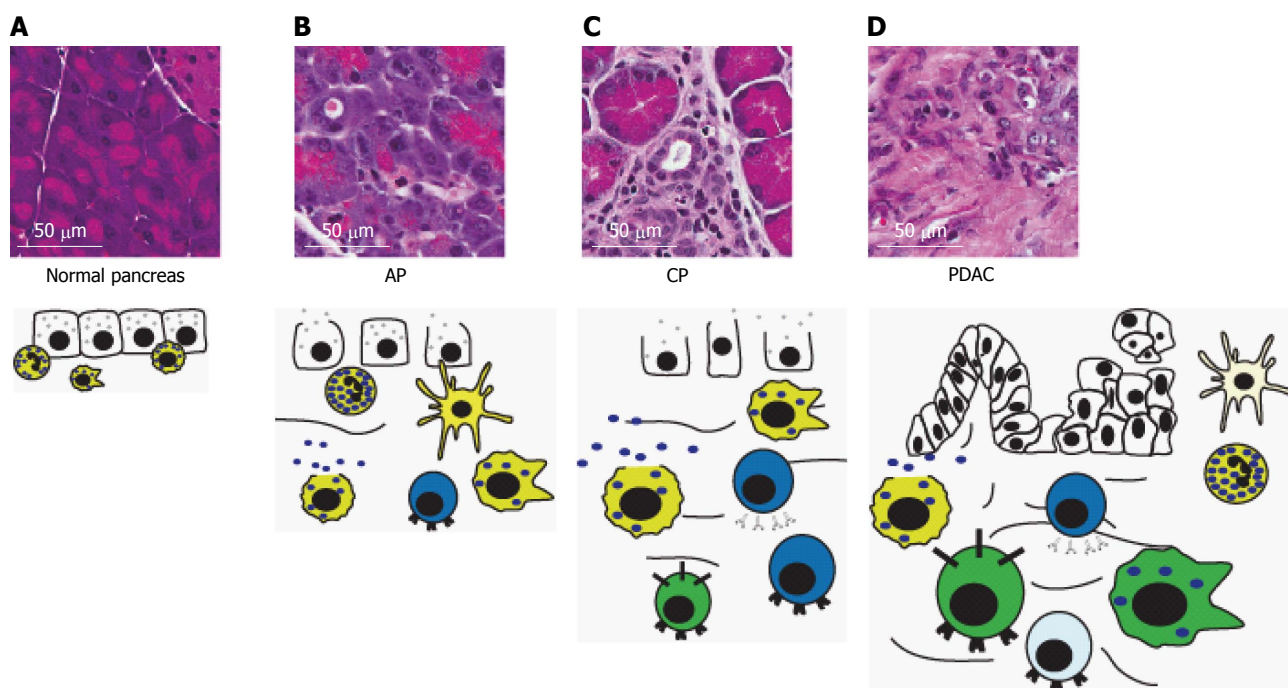 A
B
C
D
50 μm
50 μm
50 μm
50 μm
Normal pancreas
AP
CP
PDAC